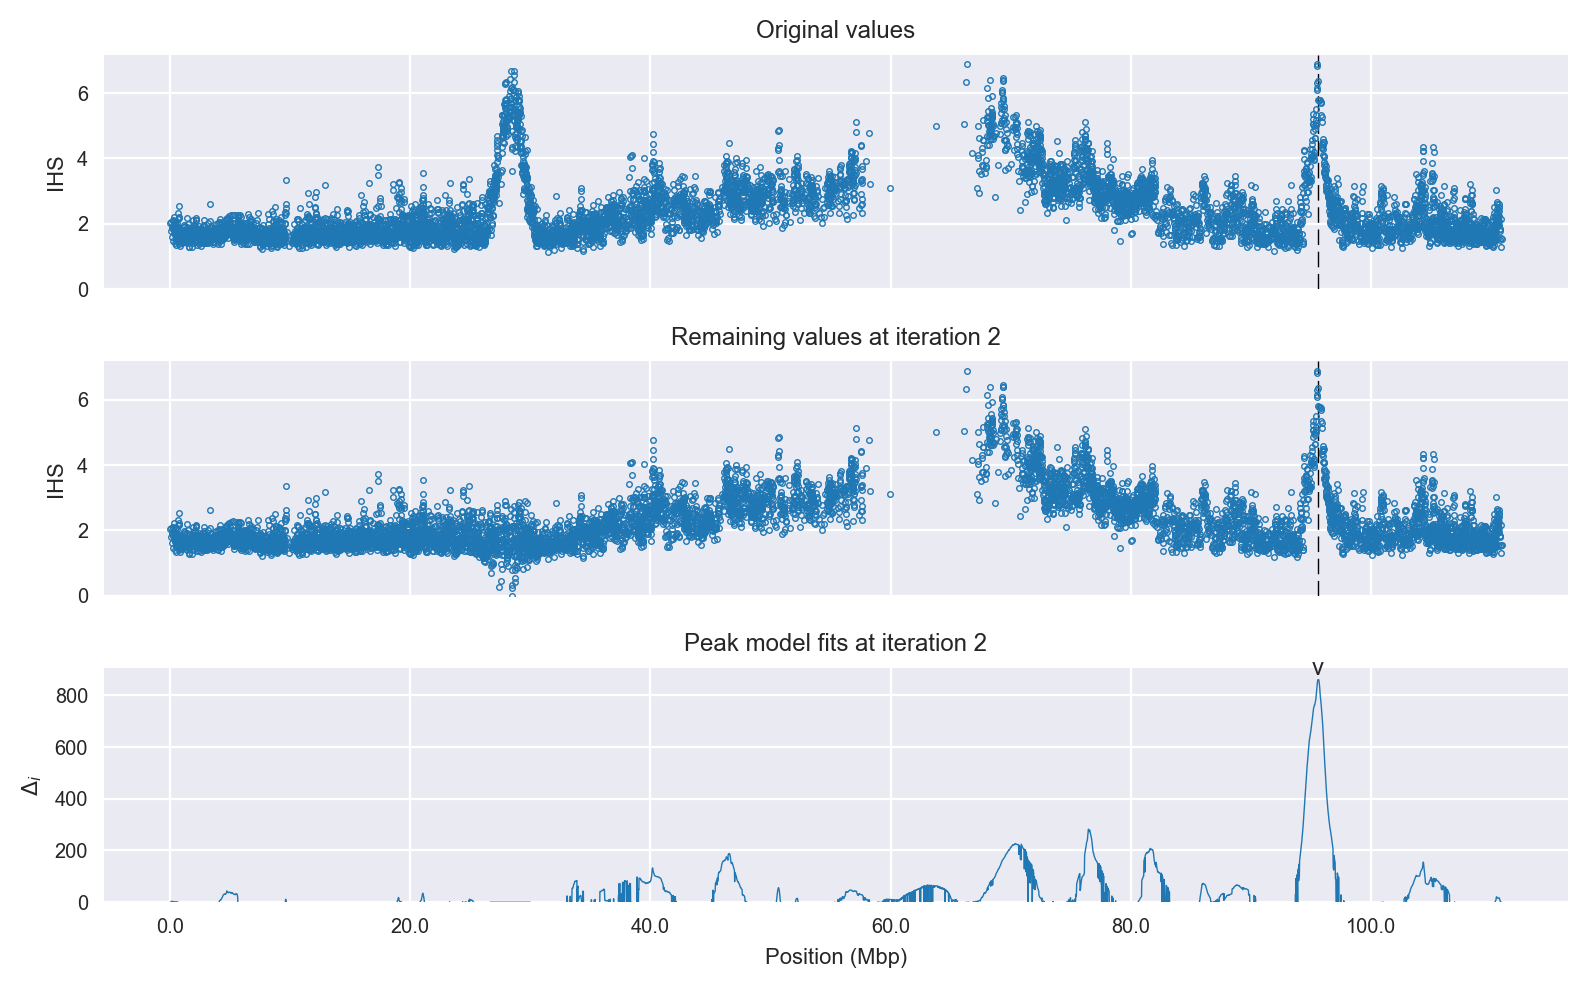 Original values
6
4
2
0
IHS
Remaining values at iteration 2
6
4
2
0
IHS
Peak model fits at iteration 2
v
800
600
400
200
0
Δi
0.0 20.0 40.0 60.0 80.0 100.0
Position (Mbp)